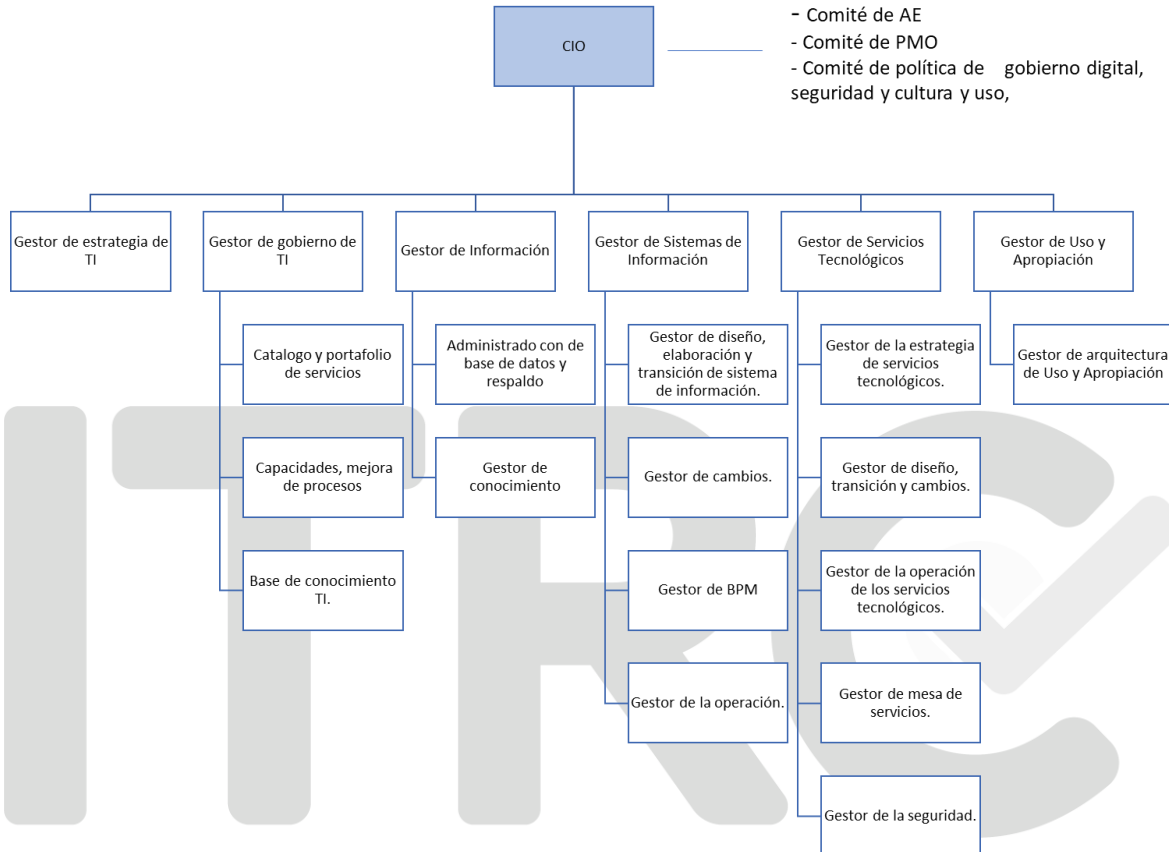 CIO
- Comité de AE
- Comité de PMO
- Comité de política de gobierno digital,
seguridad y cultura y uso,
Gestor de estrategia de
TI
Gestor de gobierno de
TI
Gestor de Información
Gestor de Sistemas de
Información
Gestor de Servicios
Tecnológicos
Gestor de Uso y
Apropiación
Catalogo y portafolio
de servicios
Capacidades, mejora
de procesos
Base de conocimiento
TI.
Administrado con de
base de datos y
respaldo
Gestor de
conocimiento
Gestor de diseño,
elaboración y
transición de sistema
de información.
Gestor de cambios.
Gestor de BPM
Gestor de la operación.
Gestor de la estrategia
de servicios
tecnológicos.
Gestor de diseño,
transición y cambios.
Gestor de la operación
de los servicios
tecnológicos.
Gestor de mesa de
servicios.
Gestor de la seguridad.
Gestor de arquitectura
de Uso y Apropiación
ITRC